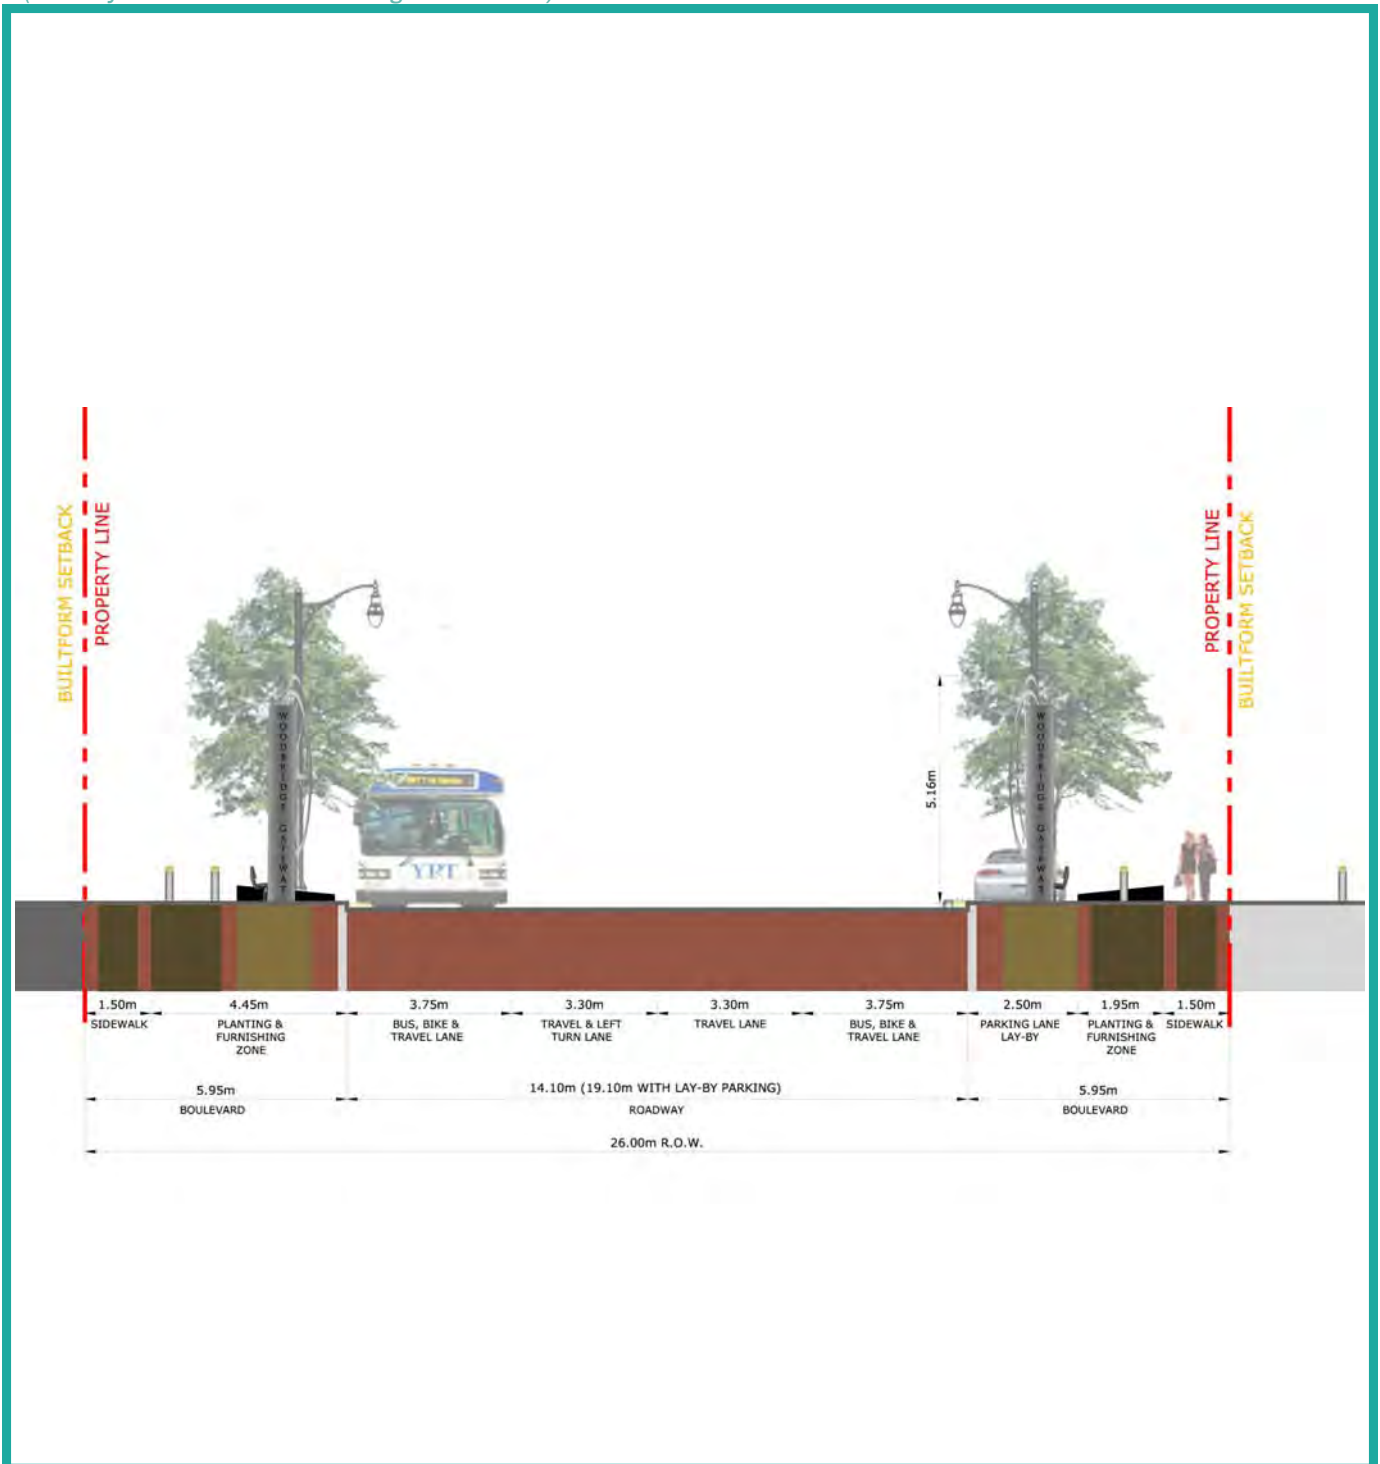 BUILTFORM SETBACK
PROPERTY LINE
PROPERTY LINE
BUILTFORM SETBACK
WOODBRIDGE GATEWAY
WOODBRIDGE GATEWAY
5.16m
YRT
1.50m
SIDEWALK
4.45m
PLANTING &
FURNISHING
ZONE
3.75m
BUS, BIKE &
TRAVEL LANE
3.30m
TRAVEL & LEFT
TURN LANE
3.30m
TRAVEL LANE
3.75m
BUS, BIKE &
TRAVEL LANE
2.50m
PARKING LANE
LAY-BY
1.95m
PLANTING &
FURNISHING
ZONE
1.50m
SIDEWALK
5.95m
BOULEVARD
14.10m (19.10m WITH LAY-BY PARKING)
ROADWAY
5.95m
BOULEVARD
26.00m R.O.W.